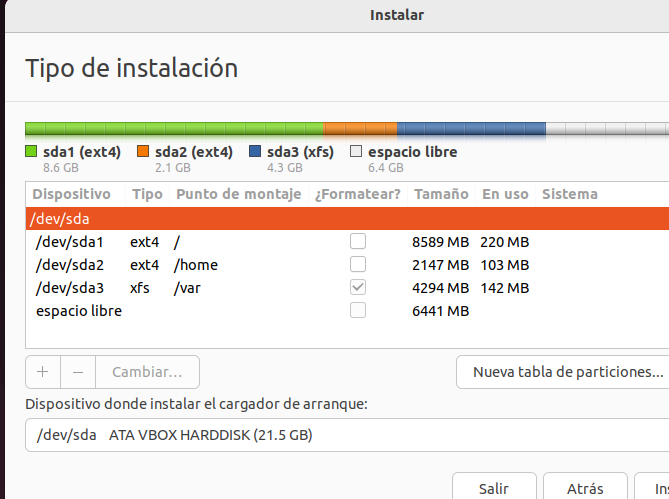 Instalar
Tipo de instalación
sda1 (ext4) sda2 (ext4) sda3 (xfs) espacio libre
8.6 GB 2.1 GB 4.3 GB 6.4 GB
Dispositivo Tipo Punto de montaje ¿Formatear? Tamaño En uso Sistema
/dev/sda
/dev/sda1 ext4 / 8589 MB 220 MB
/dev/sda2 ext4 /home 2147 MB 103 MB
/dev/sda3 xfs /var 4294 MB 142 MB
espacio libre 6441 MB
+ − Cambiar... Nueva tabla de particiones...
Dispositivo donde instalar el cargador de arranque:
/dev/sda ATA VBOX HARDDISK (21.5 GB)
Salir Atrás